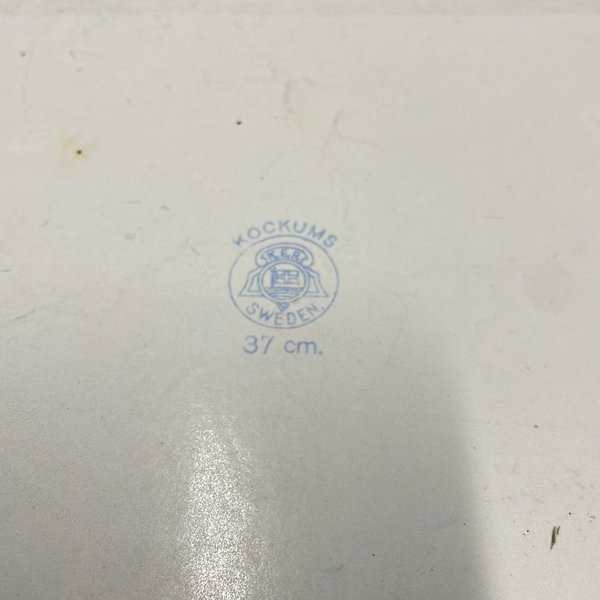 KOCKUMS
K.E.R.
SWEDEN.
37 cm.